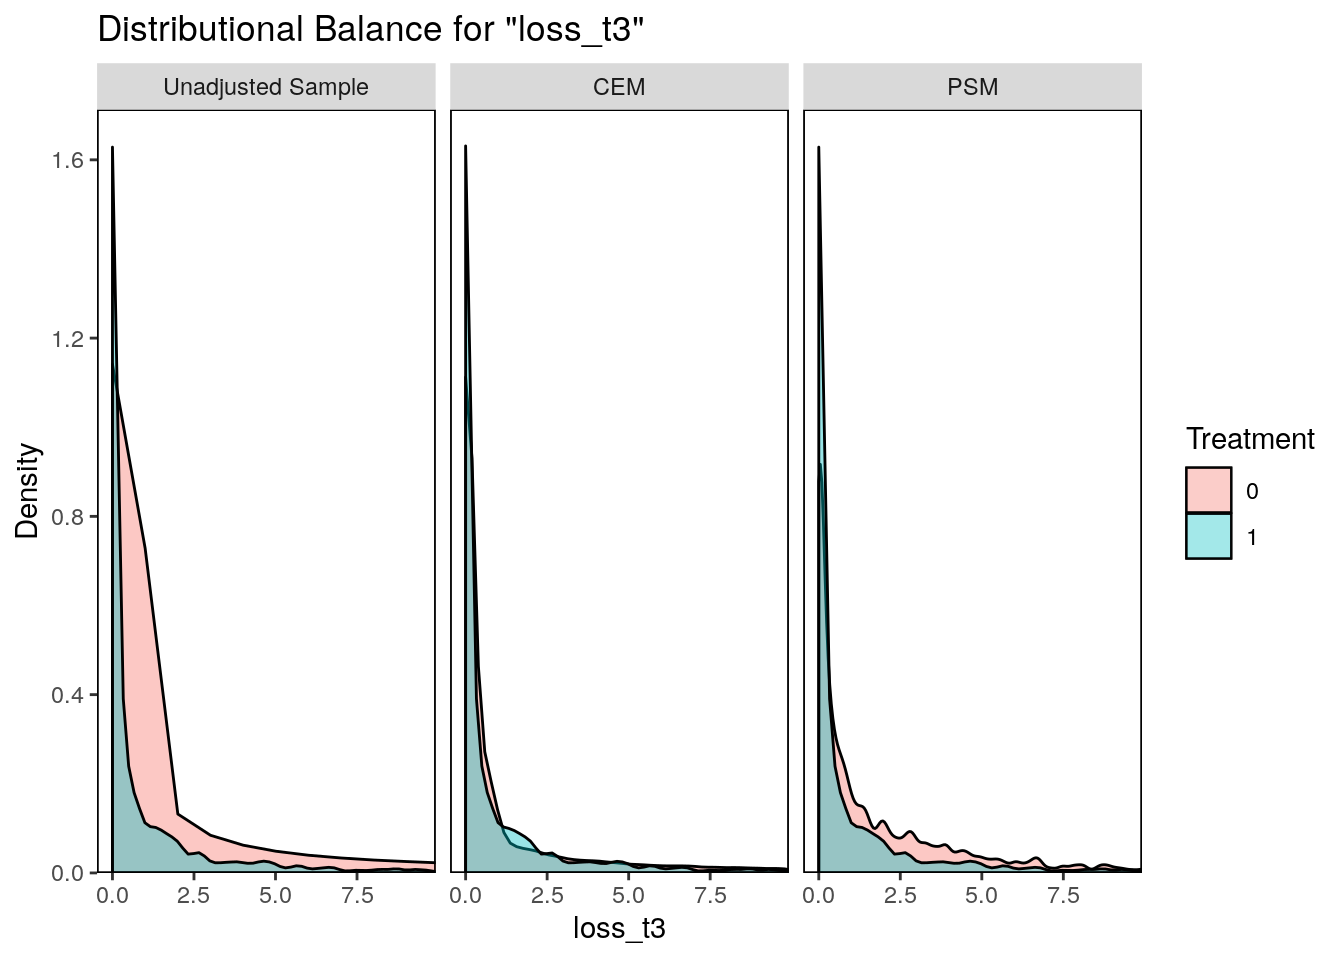 Distributional Balance for "loss_t3"
Unadjusted Sample
CEM
PSM
Density
1.6
1.2
0.8
0.4
0.0
0.0 2.5 5.0 7.5
0.0 2.5 5.0 7.5
0.0 2.5 5.0 7.5
loss_t3
Treatment
0
1